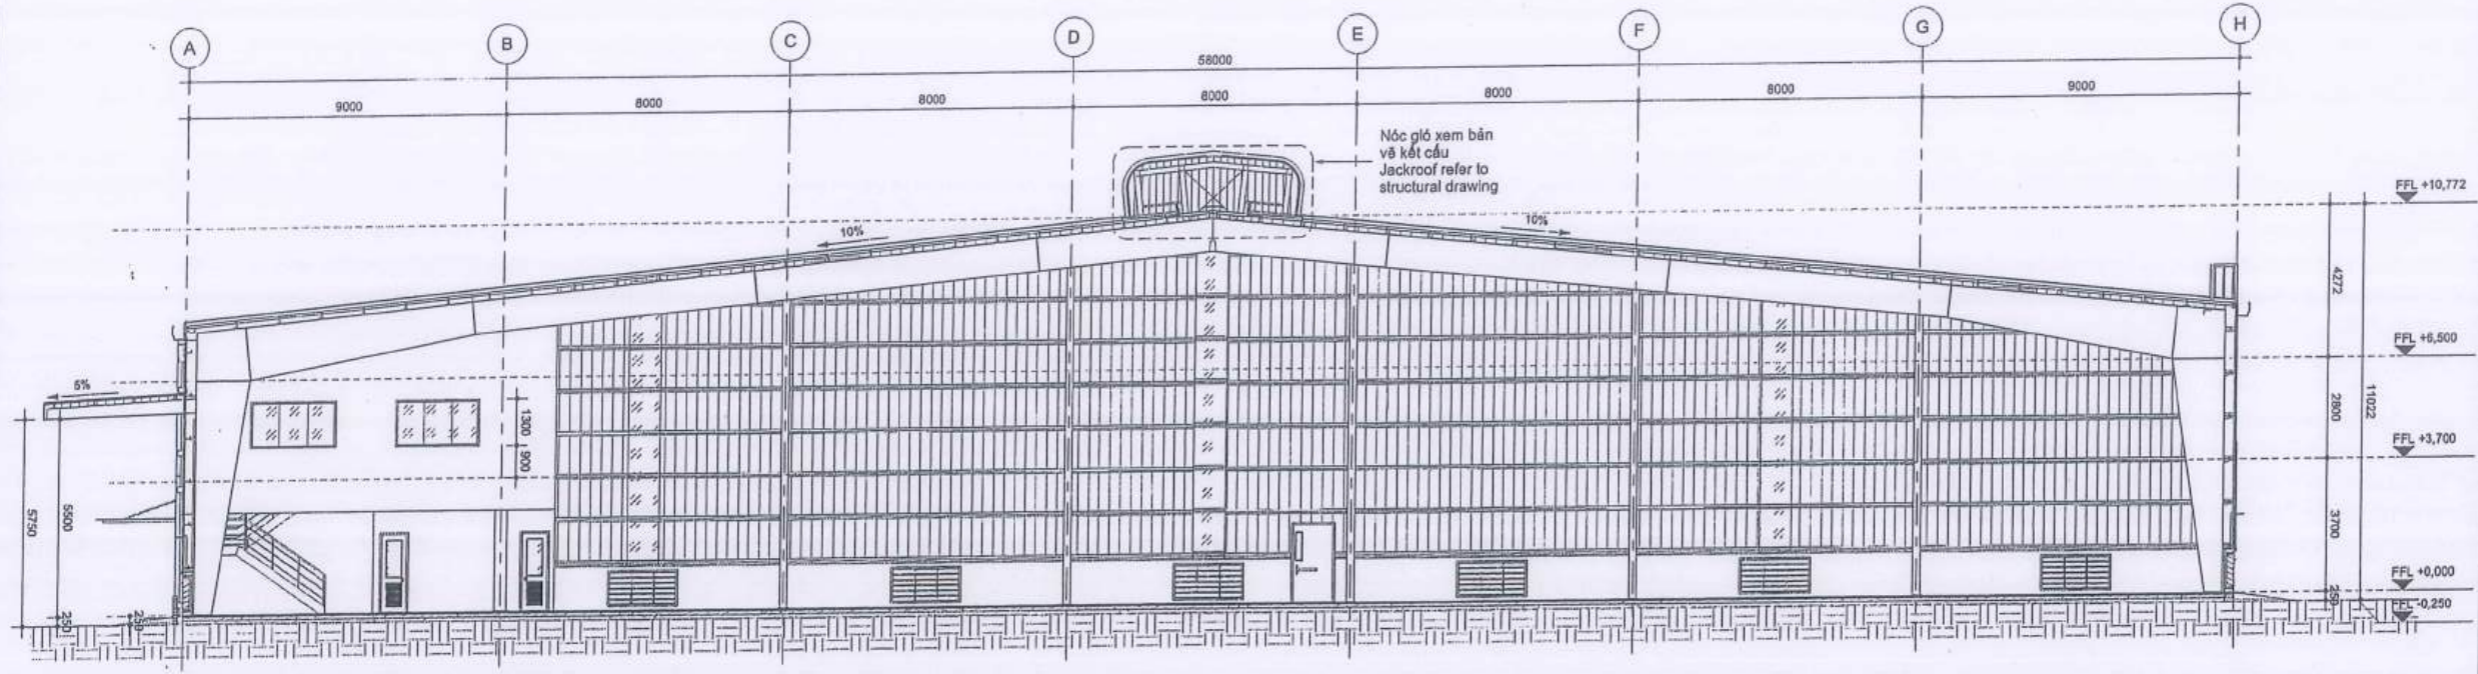 A
B
C
D
E
F
G
H
58000
9000
8000
8000
8000
8000
8000
9000
Nóc gió xem bản
vẽ kết cấu
Jackroof refer to
structural drawing
FFL +10,772
10%
10%
4272
FFL +6,500
5%
1300
2800
11022
900
FFL +3,700
5750
5500
3700
FFL +0,000
250
250
250
FFL -0,250